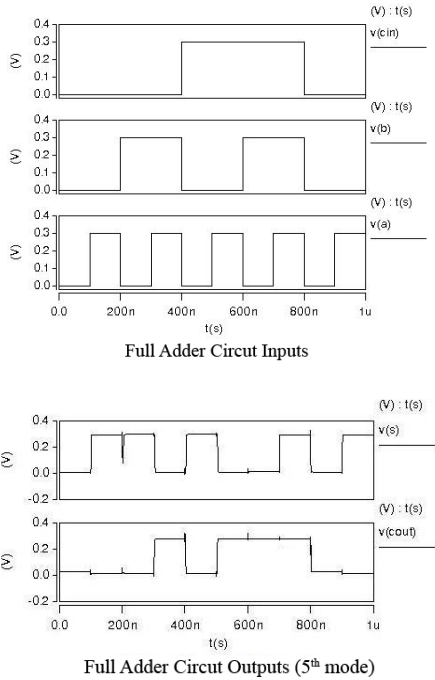 (V) : t(s)
v(cin)
0.4
0.3
0.2
0.1
0.0
(V)
(V) : t(s)
v(b)
0.4
0.3
0.2
0.1
0.0
(V)
(V) : t(s)
v(a)
0.4
0.3
0.2
0.1
0.0
(V)
0.0 200n 400n 600n 800n 1u
t(s)
Full Adder Circut Inputs
(V) : t(s)
v(s)
0.4
0.2
0.0
-0.2
(V)
(V) : t(s)
v(cout)
0.4
0.2
0.0
-0.2
(V)
0.0 200n 400n 600n 800n 1u
t(s)
Full Adder Circut Outputs (5th mode)